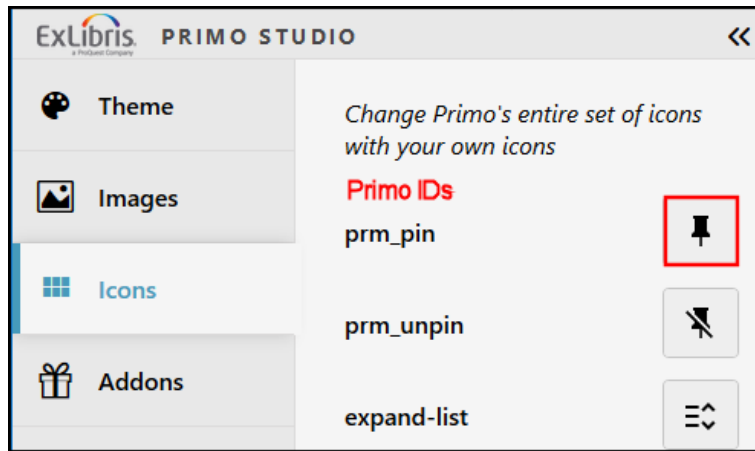 ExLibris PRIMO STUDIO
a ProQuest Company
Theme
Images
Icons
Addons
Change Primo's entire set of icons
with your own icons
Primo IDs
prm_pin
prm_unpin
expand-list